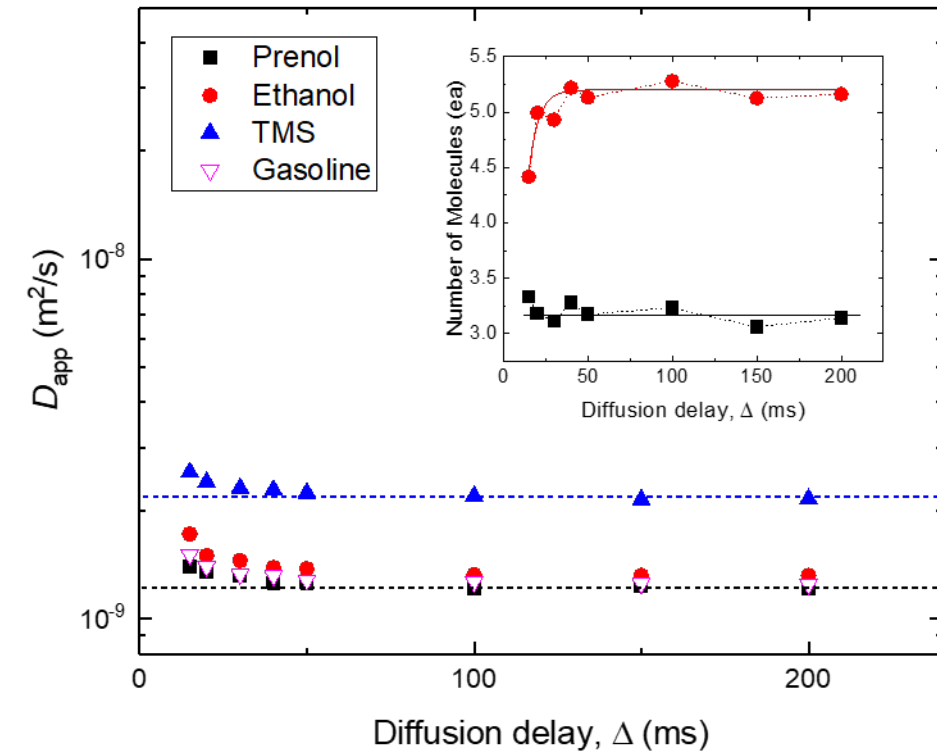 Prenol
Ethanol
TMS
Gasoline
D_app (m²/s)
10⁻⁸
10⁻⁹
0
100
200
Diffusion delay, Δ (ms)
Number of Molecules (ea)
5.5
5.0
4.5
4.0
3.5
3.0
0
50
100
150
200
Diffusion delay, Δ (ms)